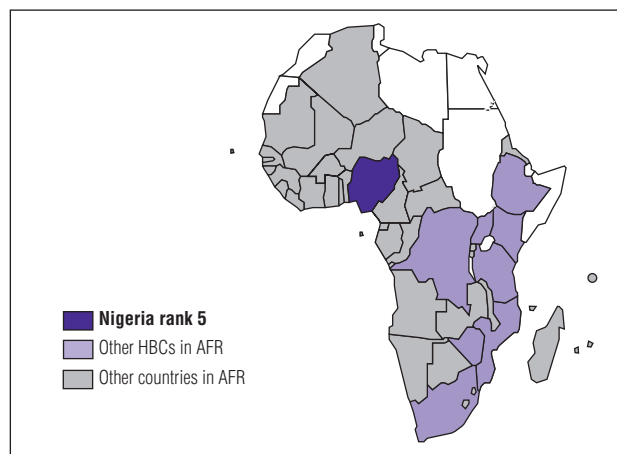 Nigeria rank 5
Other HBCs in AFR
Other countries in AFR